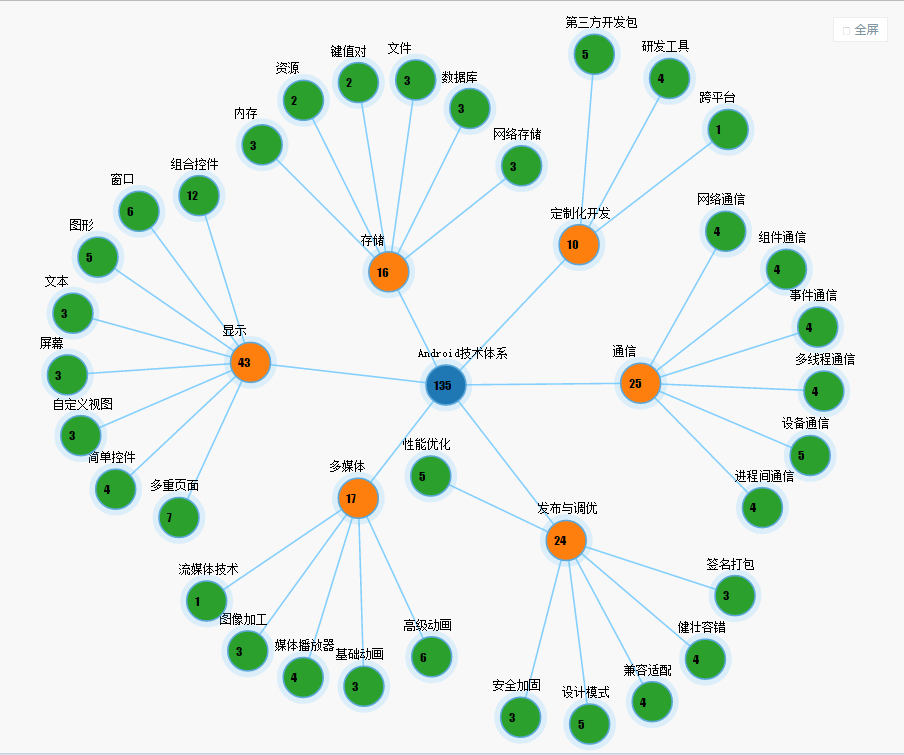 □ 全屏
第三方开发包
5
研发工具
4
跨平台
1
定制化开发
10
内存
3
资源
2
键值对
2
文件
3
数据库
3
网络存储
3
存储
16
组合控件
12
窗口
6
图形
5
文本
3
屏幕
3
自定义视图
3
简单控件
4
多重页面
7
显示
43
Android技术体系
135
网络通信
4
组件通信
4
事件通信
4
多线程通信
4
设备通信
5
进程间通信
4
通信
25
多媒体
17
流媒体技术
1
图像加工
3
媒体播放器
4
基础动画
3
高级动画
6
性能优化
5
发布与调优
24
签名打包
3
健壮容错
4
兼容适配
4
设计模式
5
安全加固
3